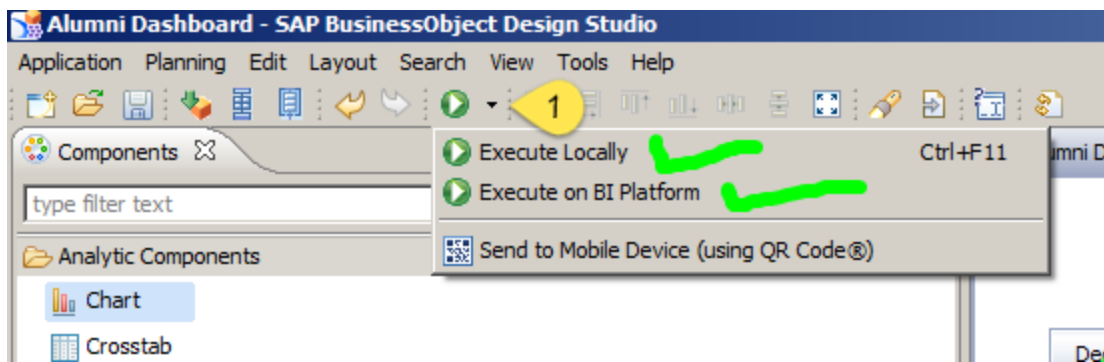 Alumni Dashboard - SAP BusinessObject Design Studio
Application Planning Edit Layout Search View Tools Help
1
Components
Execute Locally Ctrl+F11
type filter text
Execute on BI Platform
Analytic Components
Send to Mobile Device (using QR Code®)
Chart
Crosstab